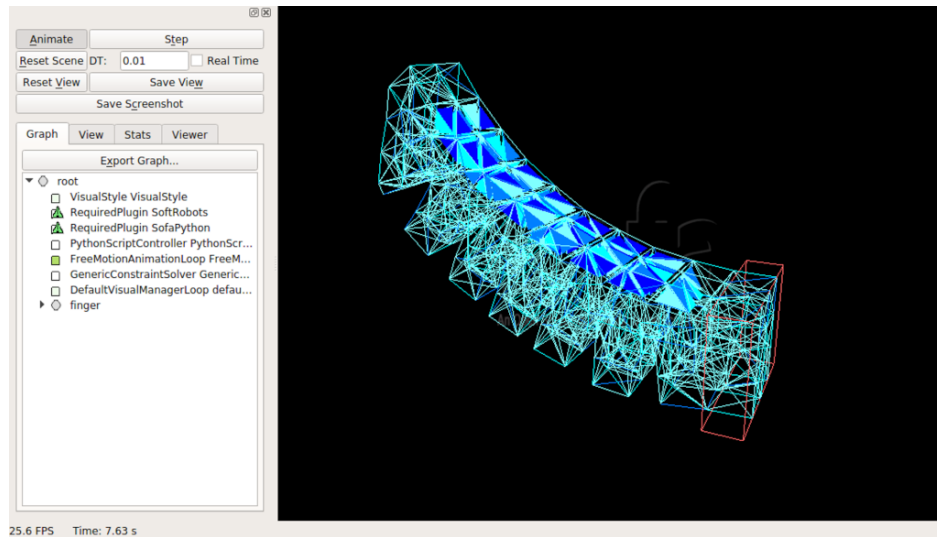 Animate Step
Reset Scene DT: 0.01 Real Time
Reset View Save View
Save Screenshot
Graph View Stats Viewer
Export Graph...
root
VisualStyle VisualStyle
RequiredPlugin SoftRobots
RequiredPlugin SofaPython
PythonScriptController PythonScr...
FreeMotionAnimationLoop FreeM...
GenericConstraintSolver Generic...
DefaultVisualManagerLoop defau...
finger
25.6 FPS Time: 7.63 s